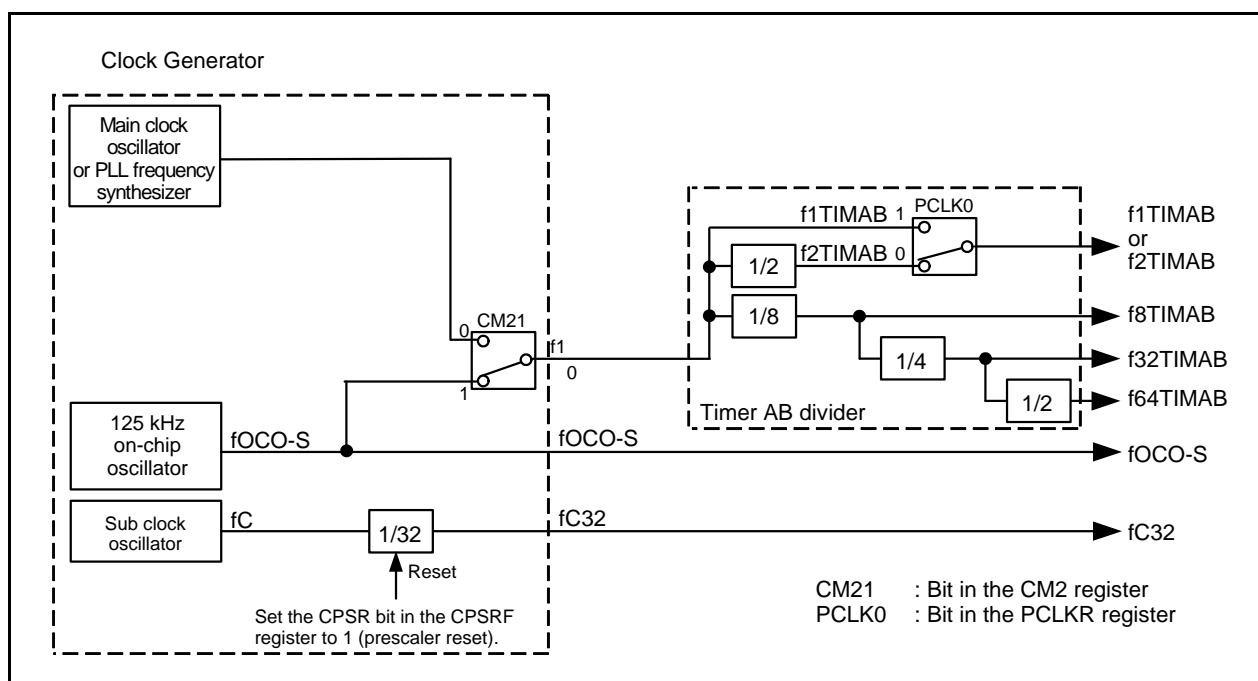 Clock Generator
Main clock
oscillator
or PLL frequency
synthesizer
0
CM21
1
f1
0
f1TIMAB 1
PCLK0
1/2
f2TIMAB 0
1/8
1/4
1/2
Timer AB divider
f1TIMAB
or
f2TIMAB
f8TIMAB
f32TIMAB
f64TIMAB
125 kHz
on-chip
oscillator
fOCO-S
fOCO-S
fOCO-S
Sub clock
oscillator
fC
1/32
fC32
fC32
Reset
Set the CPSR bit in the CPSRF
register to 1 (prescaler reset).
CM21 : Bit in the CM2 register
PCLK0 : Bit in the PCLKR register